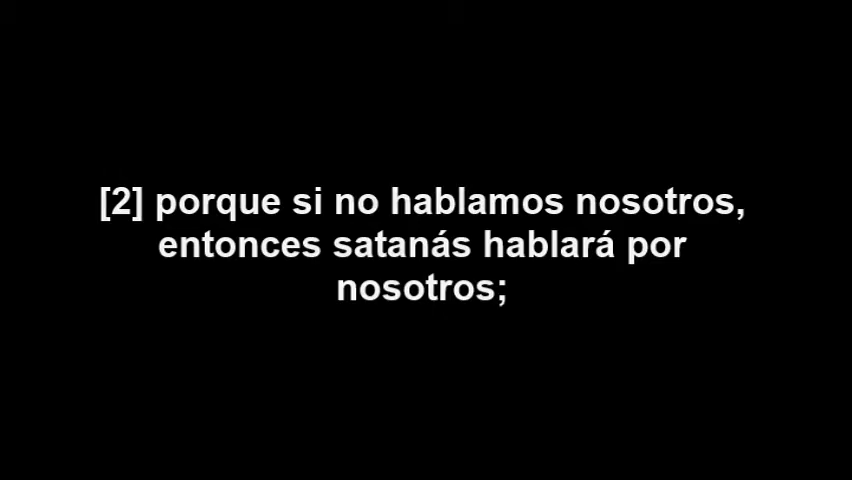 [2] porque si no hablamos nosotros,
entonces satanás hablará por
nosotros;